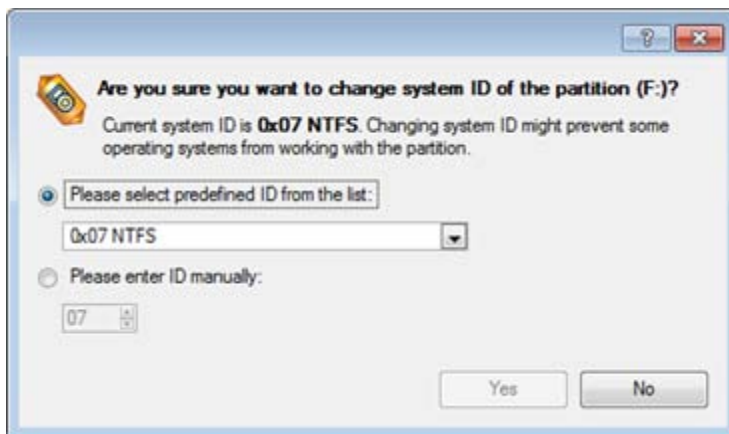 Are you sure you want to change system ID of the partition (F:)?
Current system ID is 0x07 NTFS. Changing system ID might prevent some
operating systems from working with the partition.
Please select predefined ID from the list:
0x07 NTFS
Please enter ID manually:
07
Yes No